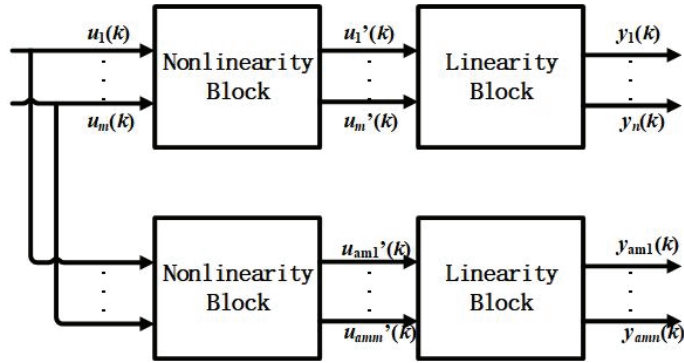 u1(k) u1’(k) y1(k)
Nonlinearity Block
Linearity Block
um(k) um’(k) yn(k)
uam1’(k) yam1(k)
Nonlinearity Block
Linearity Block
uamm’(k) yamn(k)